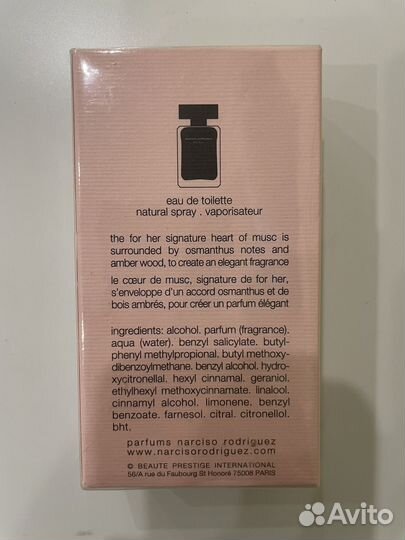 eau de toilette
natural spray . vaporisateur
the for her signature heart of musc is
surrounded by osmanthus notes and
amber wood, to create an elegant fragrance
le cœur de musc, signature de for her,
s'enveloppe d'un accord osmanthus et de
bois ambrés, pour créer un parfum élégant
ingredients: alcohol. parfum (fragrance).
aqua (water). benzyl salicylate. butyl-
phenyl methylpropional. butyl methoxy-
dibenzoylmethane. benzyl alcohol. hydro-
xycitronellal. hexyl cinnamal. geraniol.
ethylhexyl methoxycinnamate. linalool.
cinnamyl alcohol. limonene. benzyl
benzoate. farnesol. citral. citronellol.
bht.
parfums narciso rodriguez
www.narcisorodriguez.com
© BEAUTE PRESTIGE INTERNATIONAL
56/A rue du Faubourg St Honoré 75008 PARIS
Avito